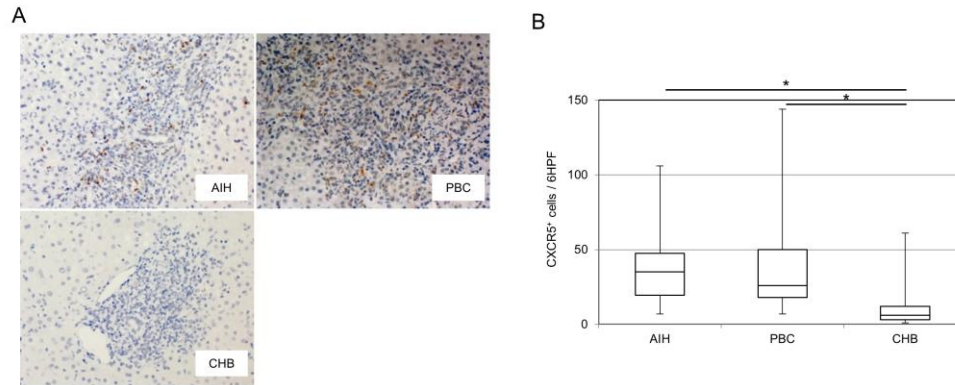 A
AIH
PBC
CHB
B
*
*
CXCR5⁺ cells / 6HPF
150
100
50
0
AIH
PBC
CHB